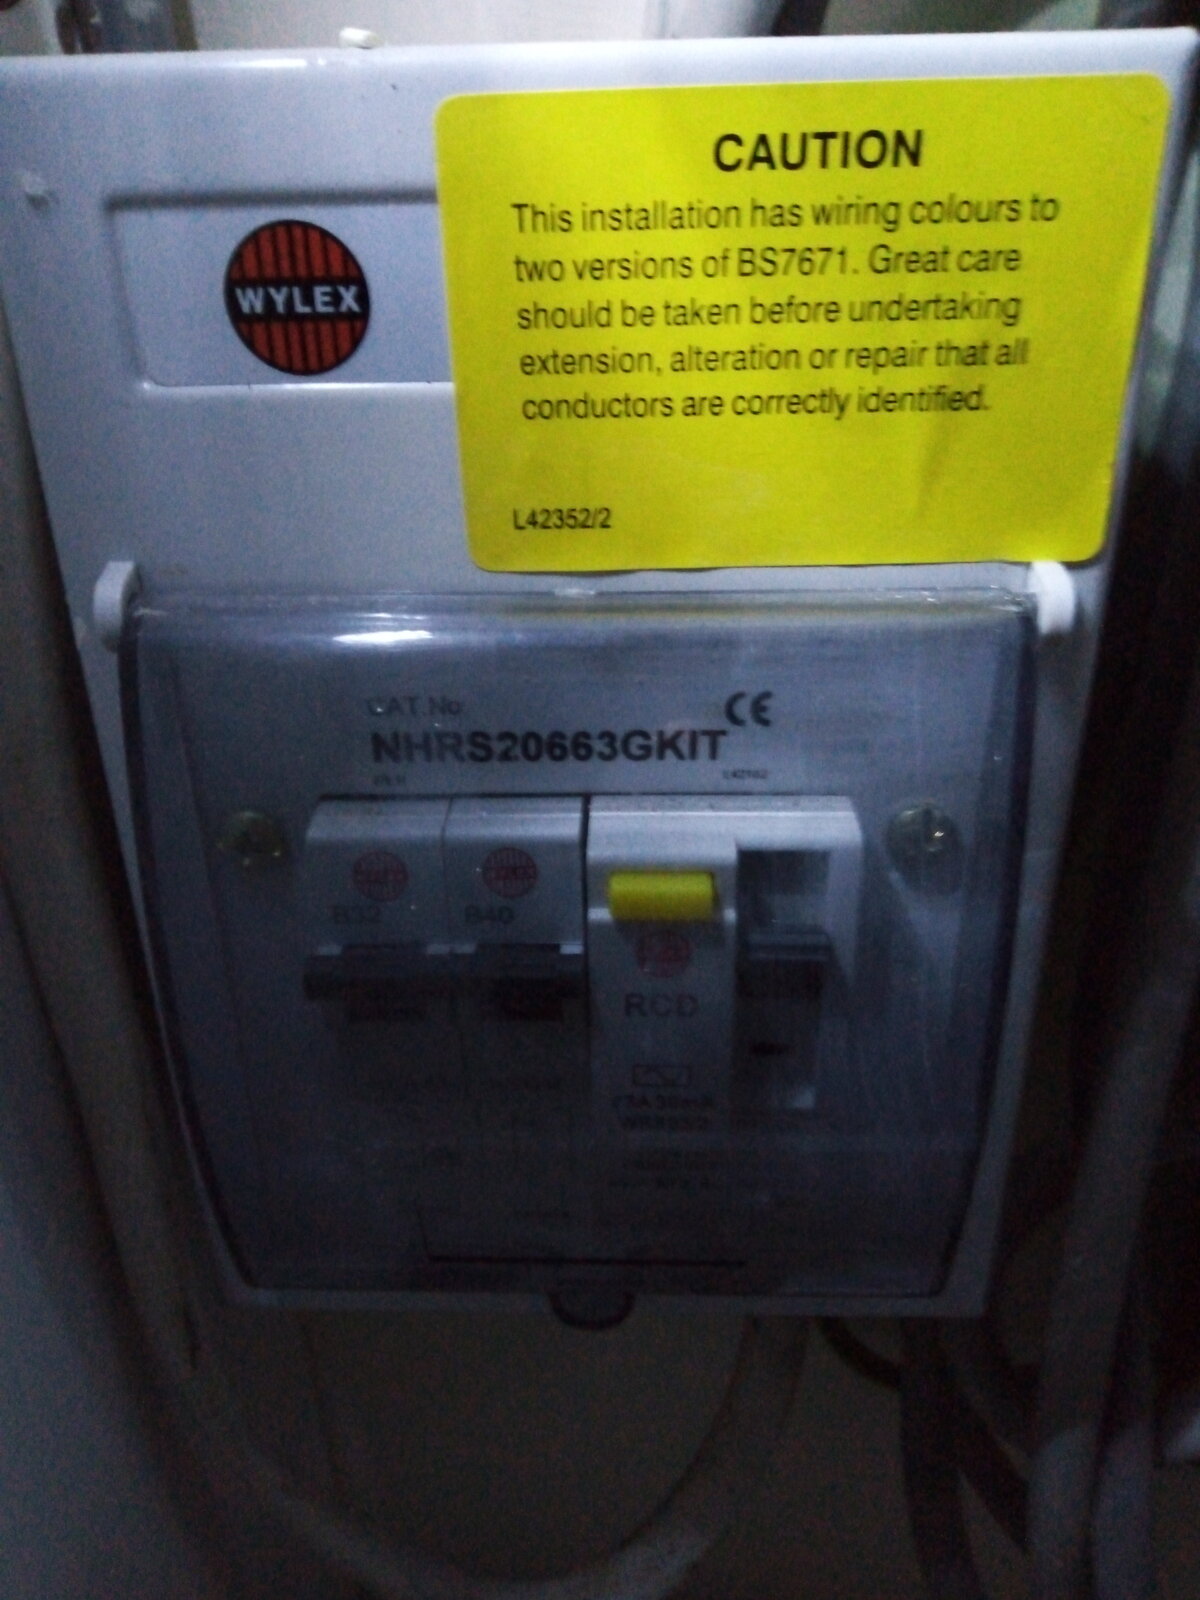 CAUTION
This installation has wiring colours to
two versions of BS7671. Great care
should be taken before undertaking
extension, alteration or repair that all
conductors are correctly identified.
L42352/2
WYLEX
CAT.No
CE
NHRS20663GKIT
WYLEX
B32
B40
RCD